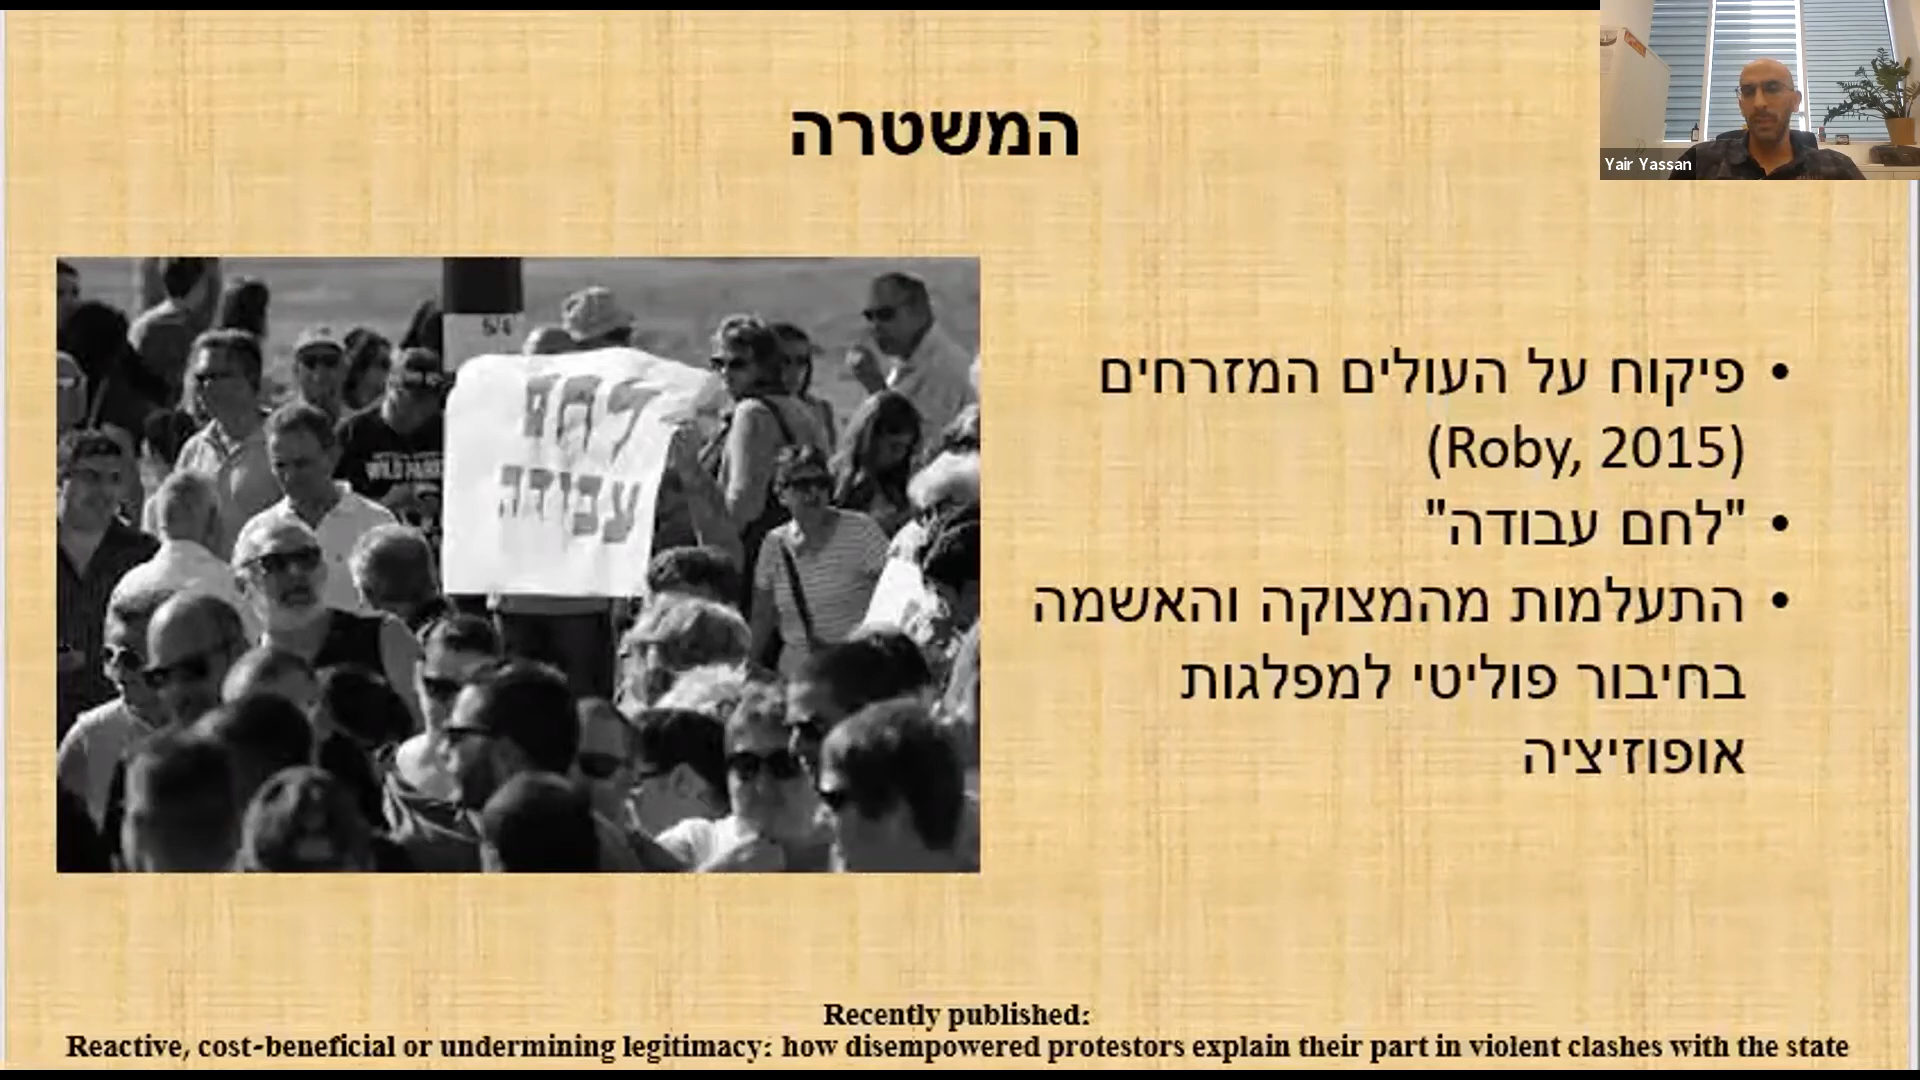 המשטרה
Yair Yassan
• פיקוח על העולים המזרחים
(Roby, 2015)
• "לחם עבודה"
• התעלמות מהמצוקה והאשמה
בחיבור פוליטי למפלגות
אופוזיציה
לחם
עבודה
Recently published:
Reactive, cost-beneficial or undermining legitimacy: how disempowered protestors explain their part in violent clashes with the state